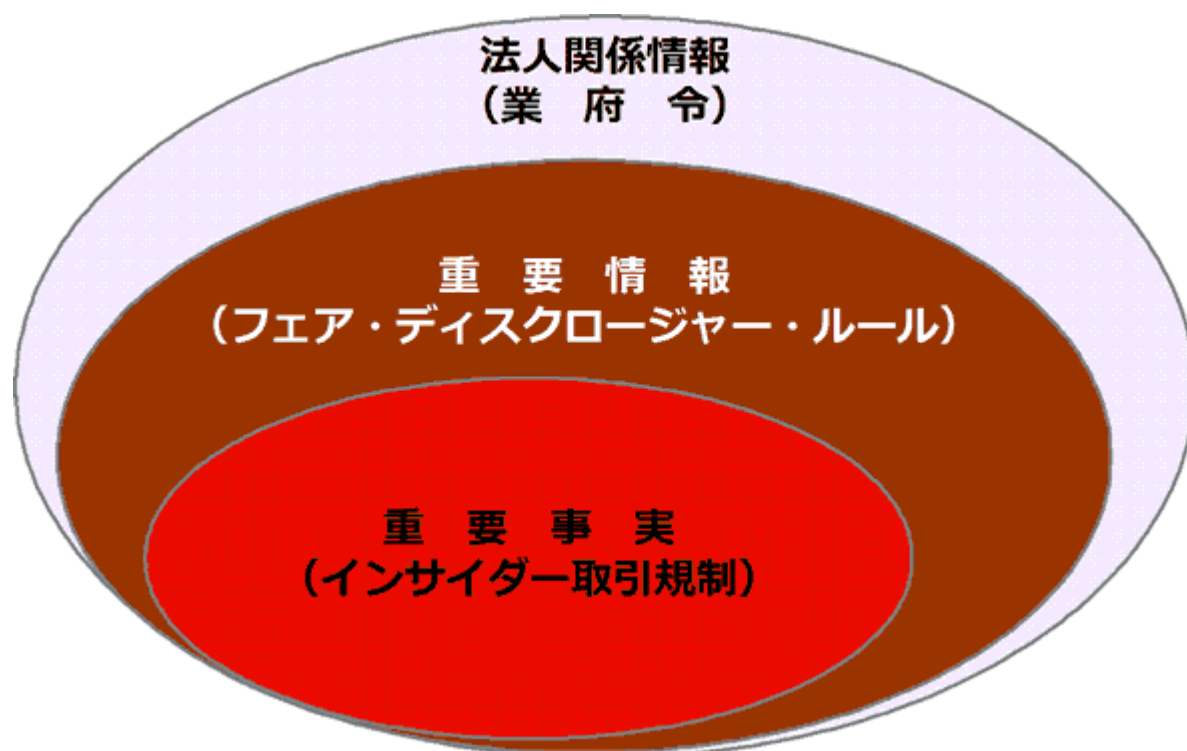 法人関係情報
（業　府　令）
重　要　情　報
（フェア・ディスクロージャー・ルール）
重　要　事　実
（インサイダー取引規制）